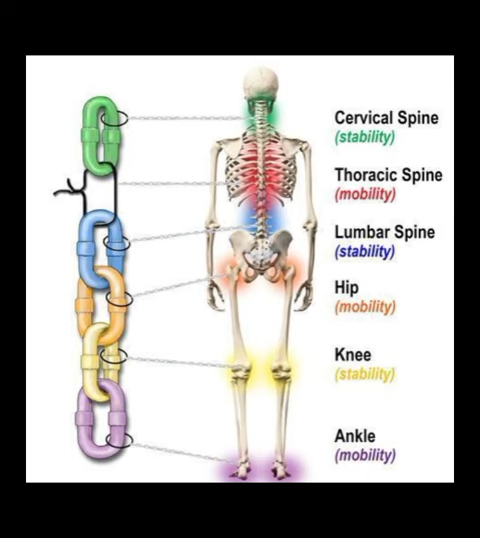 Cervical Spine
(stability)
Thoracic Spine
(mobility)
Lumbar Spine
(stability)
Hip
(mobility)
Knee
(stability)
Ankle
(mobility)